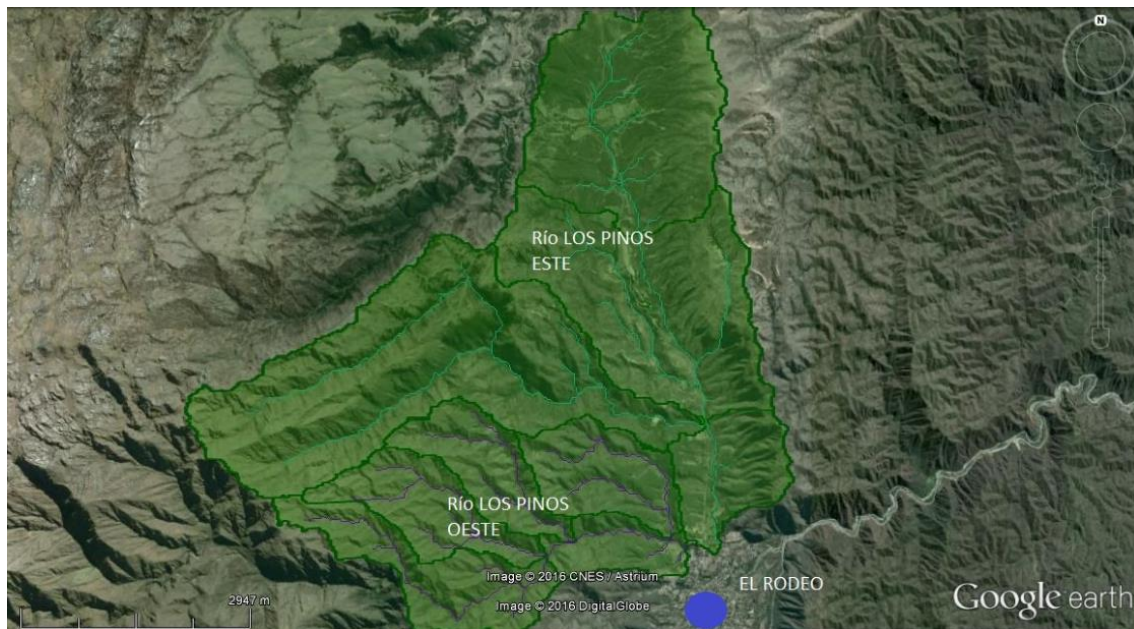 N
Río LOS PINOS
ESTE
Río LOS PINOS
OESTE
Image © 2016 CNES / Astrium
EL RODEO
2947 m
Image © 2016 DigitalGlobe
Google earth